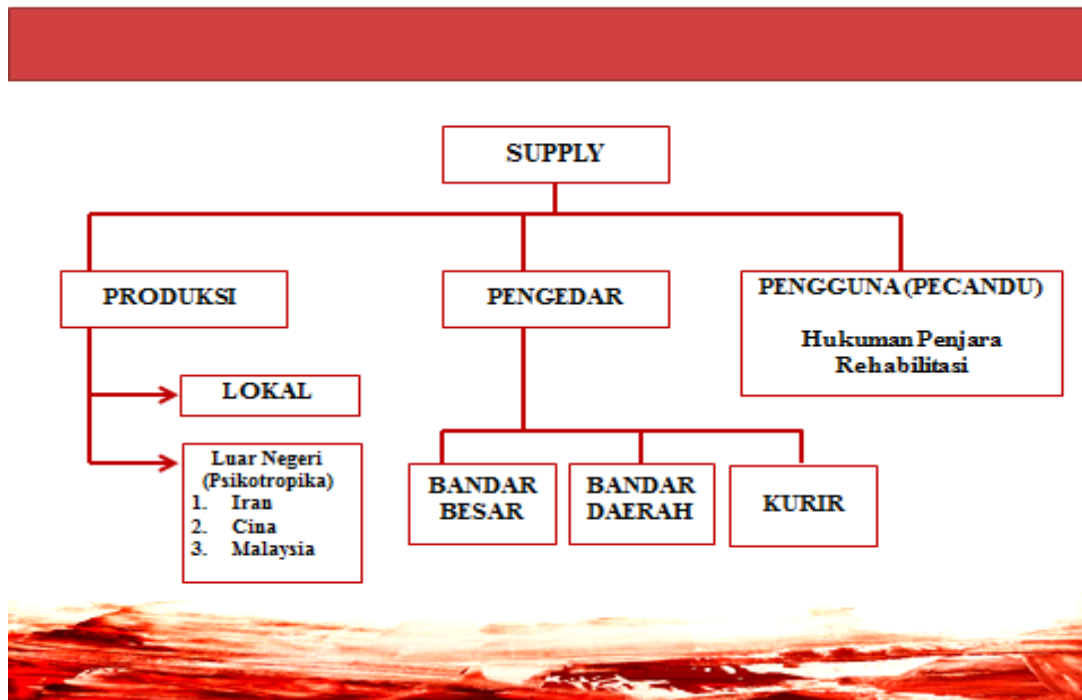 SUPPLY
PRODUKSI
PENGEDAR
PENGGUNA (PECANDU)
Hukuman Penjara
Rehabilitasi
LOKAL
Luar Negeri
(Psikotropika)
1. Iran
2. Cina
3. Malaysia
BANDAR
BESAR
BANDAR
DAERAH
KURIR